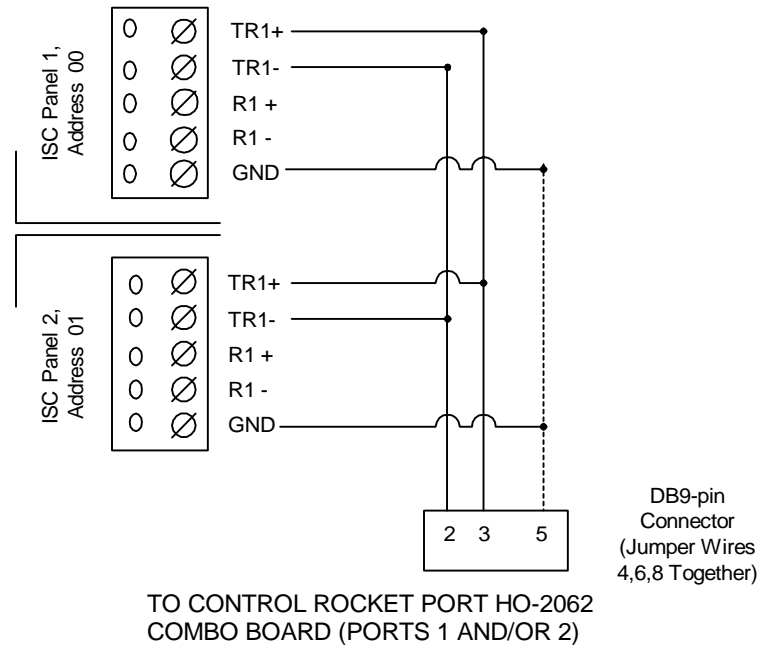 ISC Panel 1,
Address 00
TR1+
TR1-
R1 +
R1 -
GND
ISC Panel 2,
Address 01
TR1+
TR1-
R1 +
R1 -
GND
2 3 5
DB9-pin
Connector
(Jumper Wires
4,6,8 Together)
TO CONTROL ROCKET PORT HO-2062
COMBO BOARD (PORTS 1 AND/OR 2)